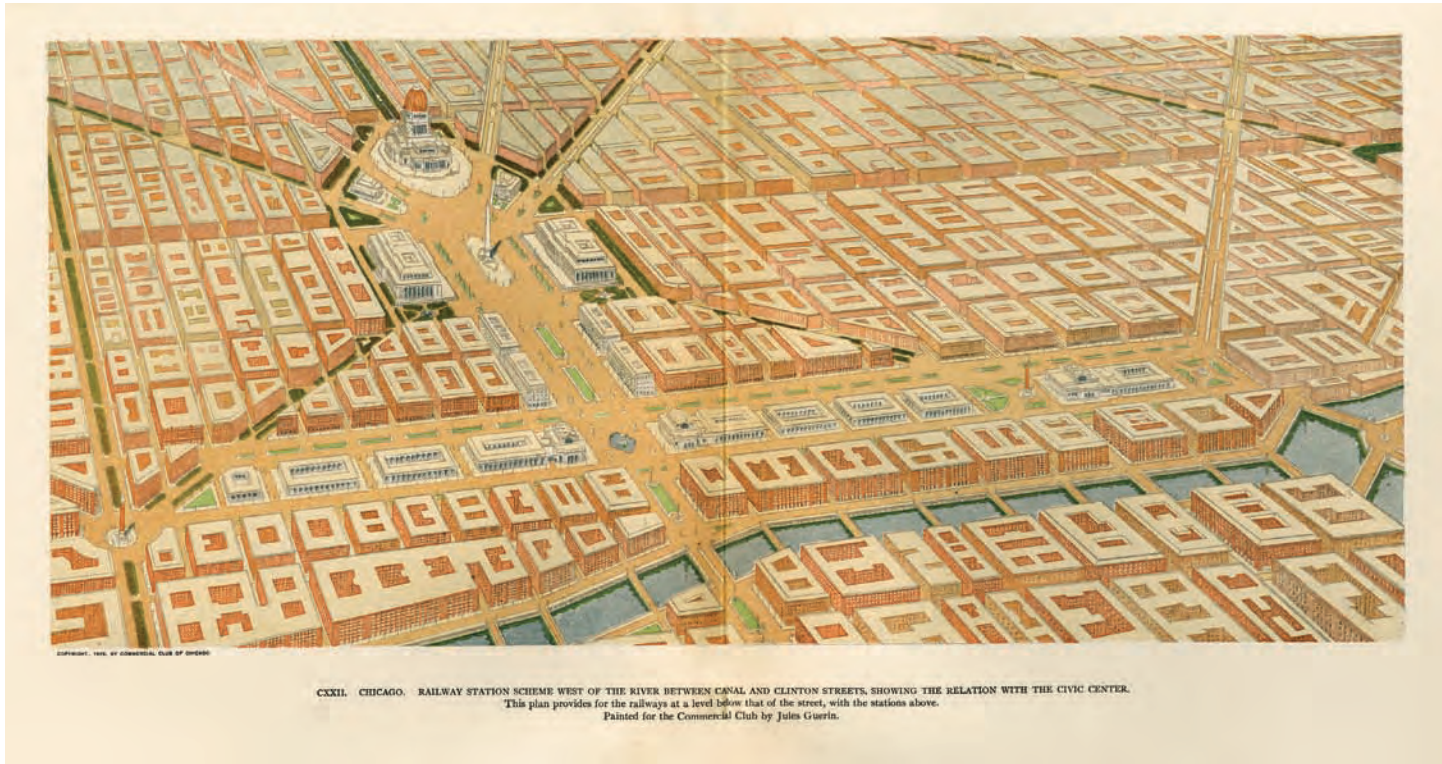 COPYRIGHT, 1909, BY COMMERCIAL CLUB OF CHICAGO
CXXII. CHICAGO. RAILWAY STATION SCHEME WEST OF THE RIVER BETWEEN CANAL AND CLINTON STREETS, SHOWING THE RELATION WITH THE CIVIC CENTER.
This plan provides for the railways at a level below that of the street, with the stations above.
Painted for the Commercial Club by Jules Guerin.